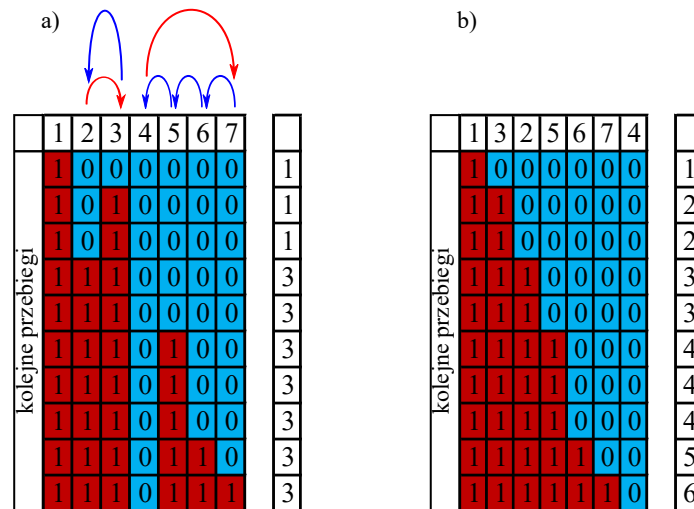 a) b)
1 2 3 4 5 6 7 1 3 2 5 6 7 4
kolejne przebiegi kolejne przebiegi
1 0 0 0 0 0 0 1 1 0 0 0 0 0 0 1
1 0 1 0 0 0 0 1 1 1 0 0 0 0 0 2
1 0 1 0 0 0 0 1 1 1 0 0 0 0 0 2
1 1 1 0 0 0 0 3 1 1 1 0 0 0 0 3
1 1 1 0 0 0 0 3 1 1 1 0 0 0 0 3
1 1 1 0 1 0 0 3 1 1 1 1 0 0 0 4
1 1 1 0 1 0 0 3 1 1 1 1 0 0 0 4
1 1 1 0 1 0 0 3 1 1 1 1 0 0 0 4
1 1 1 0 1 1 0 3 1 1 1 1 1 0 0 5
1 1 1 0 1 1 1 3 1 1 1 1 1 1 0 6